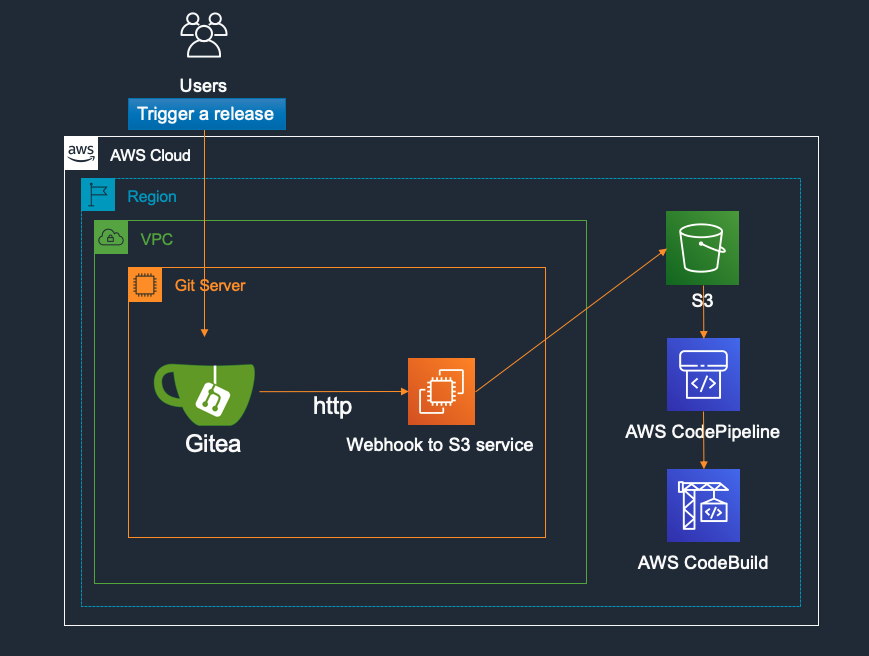 Users
Trigger a release
aws
AWS Cloud
Region
VPC
Git Server
S3
Gitea
http
Webhook to S3 service
</>
AWS CodePipeline
</>
AWS CodeBuild